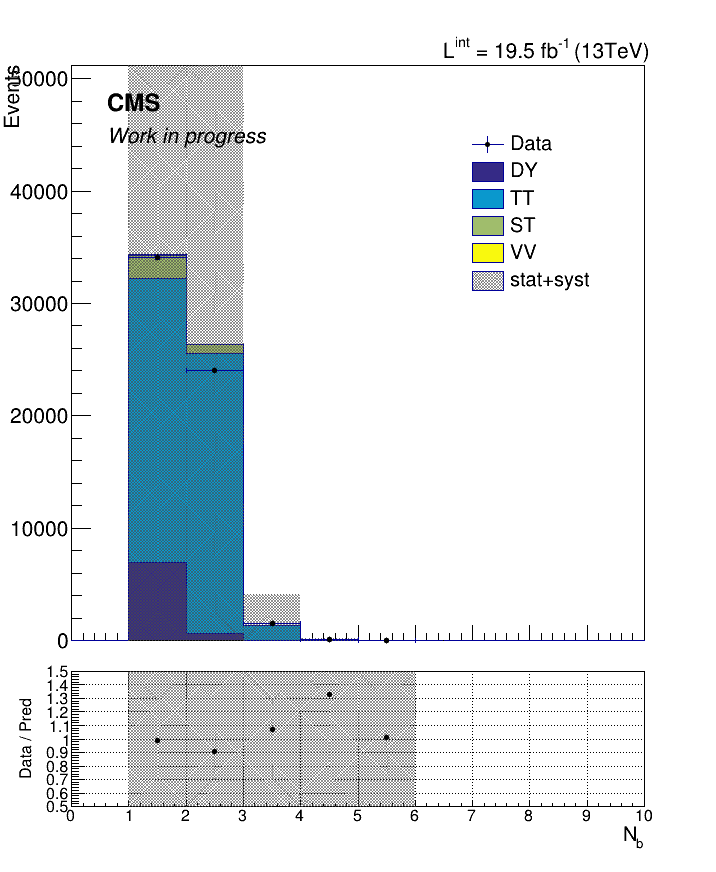 L^int = 19.5 fb^-1 (13TeV)
Events
50000
CMS
Work in progress
Data
DY
40000
TT
ST
VV
stat+syst
30000
20000
10000
0
Data / Pred
1.5
1.4
1.3
1.2
1.1
1
0.9
0.8
0.7
0.6
0.5
0 1 2 3 4 5 6 7 8 9 10
N_b